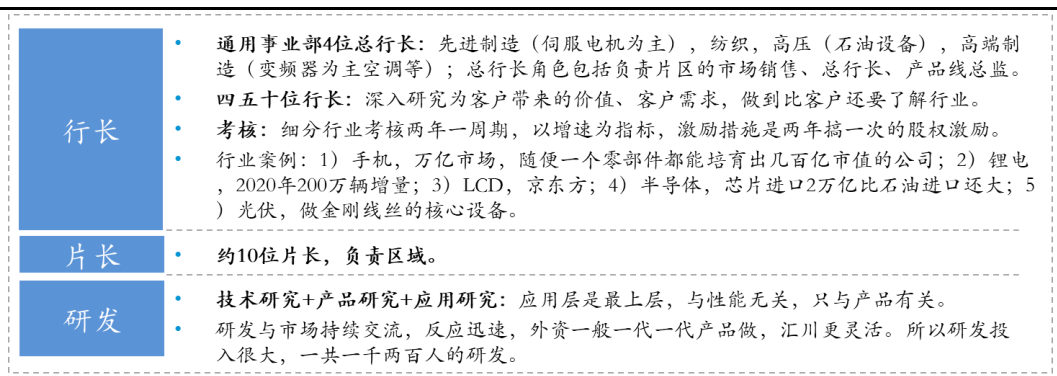 行长
• 通用事业部4位总行长：先进制造（伺服电机为主），纺织，高压（石油设备），高端制
造（变频器为主空调等）；总行长角色包括负责片区的市场销售、总行长、产品线总监。
• 四五十位行长：深入研究为客户带来的价值、客户需求，做到比客户还要了解行业。
• 考核：细分行业考核两年一周期，以增速为指标，激励措施是两年搞一次的股权激励。
• 行业案例：1）手机，万亿市场，随便一个零部件都能培育出几百亿市值的公司；2）锂电
，2020年200万辆增量；3）LCD，京东方；4）半导体，芯片进口2万亿比石油进口还大；5
）光伏，做金刚线丝的核心设备。
片长
• 约10位片长，负责区域。
研发
• 技术研究+产品研究+应用研究：应用层是最上层，与性能无关，只与产品有关。
• 研发与市场持续交流，反应迅速，外资一般一代一代产品做，汇川更灵活。所以研发投
入很大，一共一千两百人的研发。